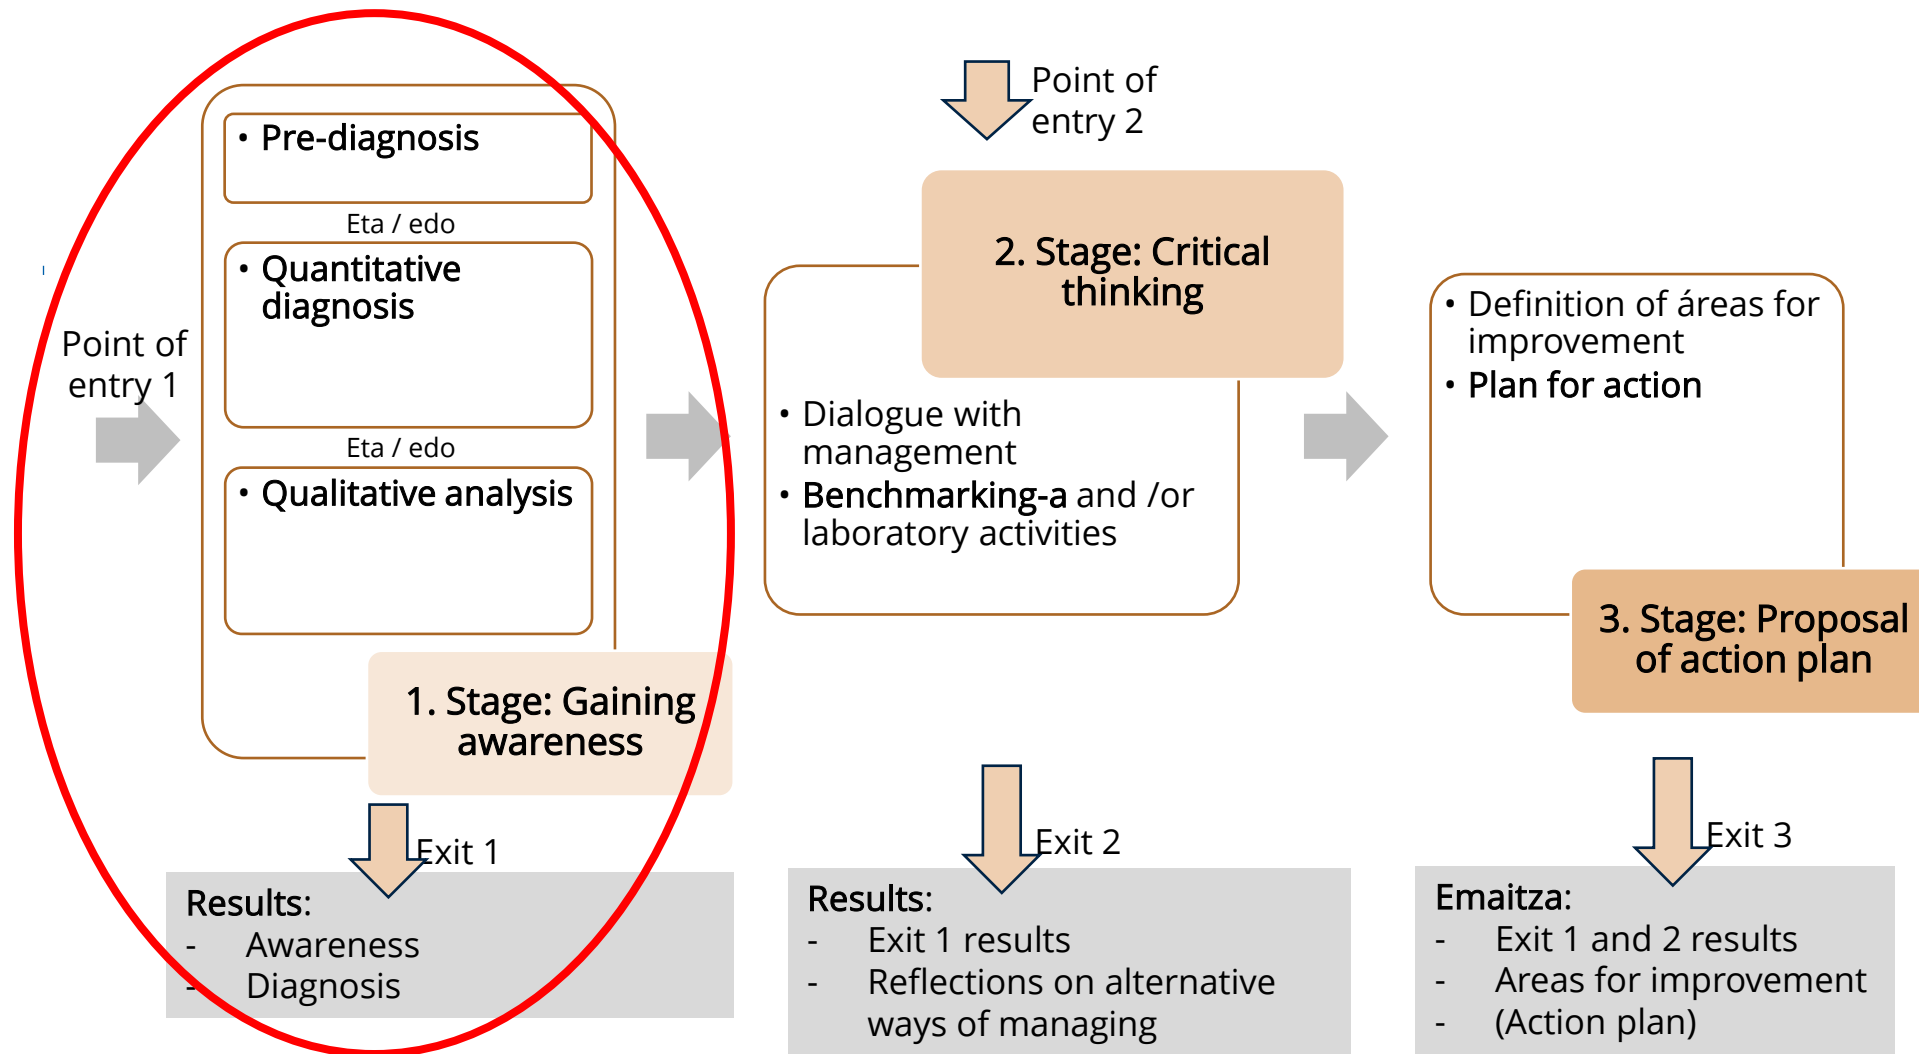 Point of
entry 1
• Pre-diagnosis
Eta / edo
• Quantitative
diagnosis
Eta / edo
• Qualitative analysis
1. Stage: Gaining
awareness
Exit 1
Results:
- Awareness
- Diagnosis
Point of
entry 2
2. Stage: Critical
thinking
• Dialogue with
management
• Benchmarking-a and /or
laboratory activities
Exit 2
Results:
- Exit 1 results
- Reflections on alternative
ways of managing
• Definition of áreas for
improvement
• Plan for action
3. Stage: Proposal
of action plan
Exit 3
Emaitza:
- Exit 1 and 2 results
- Areas for improvement
- (Action plan)